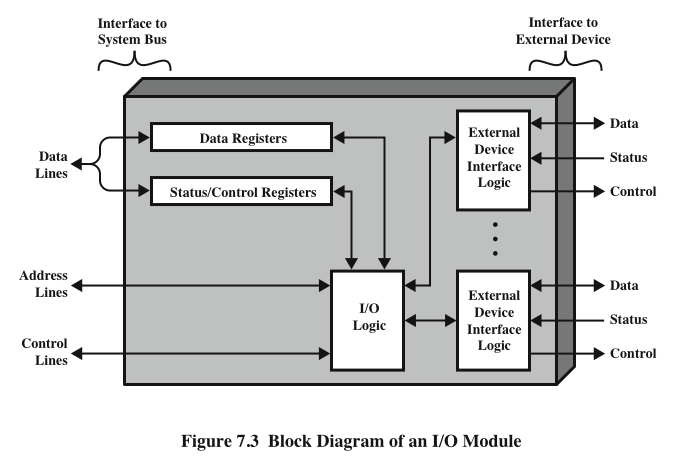 Interface to
System Bus
Interface to
External Device
Data Registers
Status/Control Registers
Data
Lines
Address
Lines
Control
Lines
I/O
Logic
External
Device
Interface
Logic
Data
Status
Control
External
Device
Interface
Logic
Data
Status
Control
Figure 7.3 Block Diagram of an I/O Module